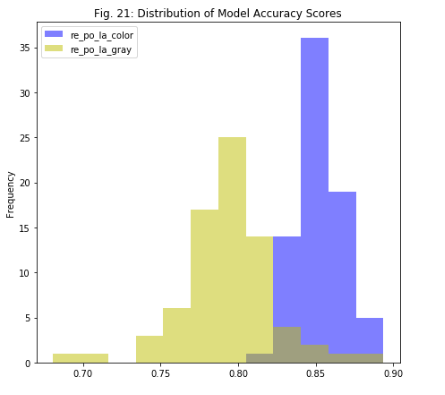 Fig. 21: Distribution of Model Accuracy Scores
re_po_la_color
re_po_la_gray
Frequency
35
30
25
20
15
10
5
0
0.70 0.75 0.80 0.85 0.90